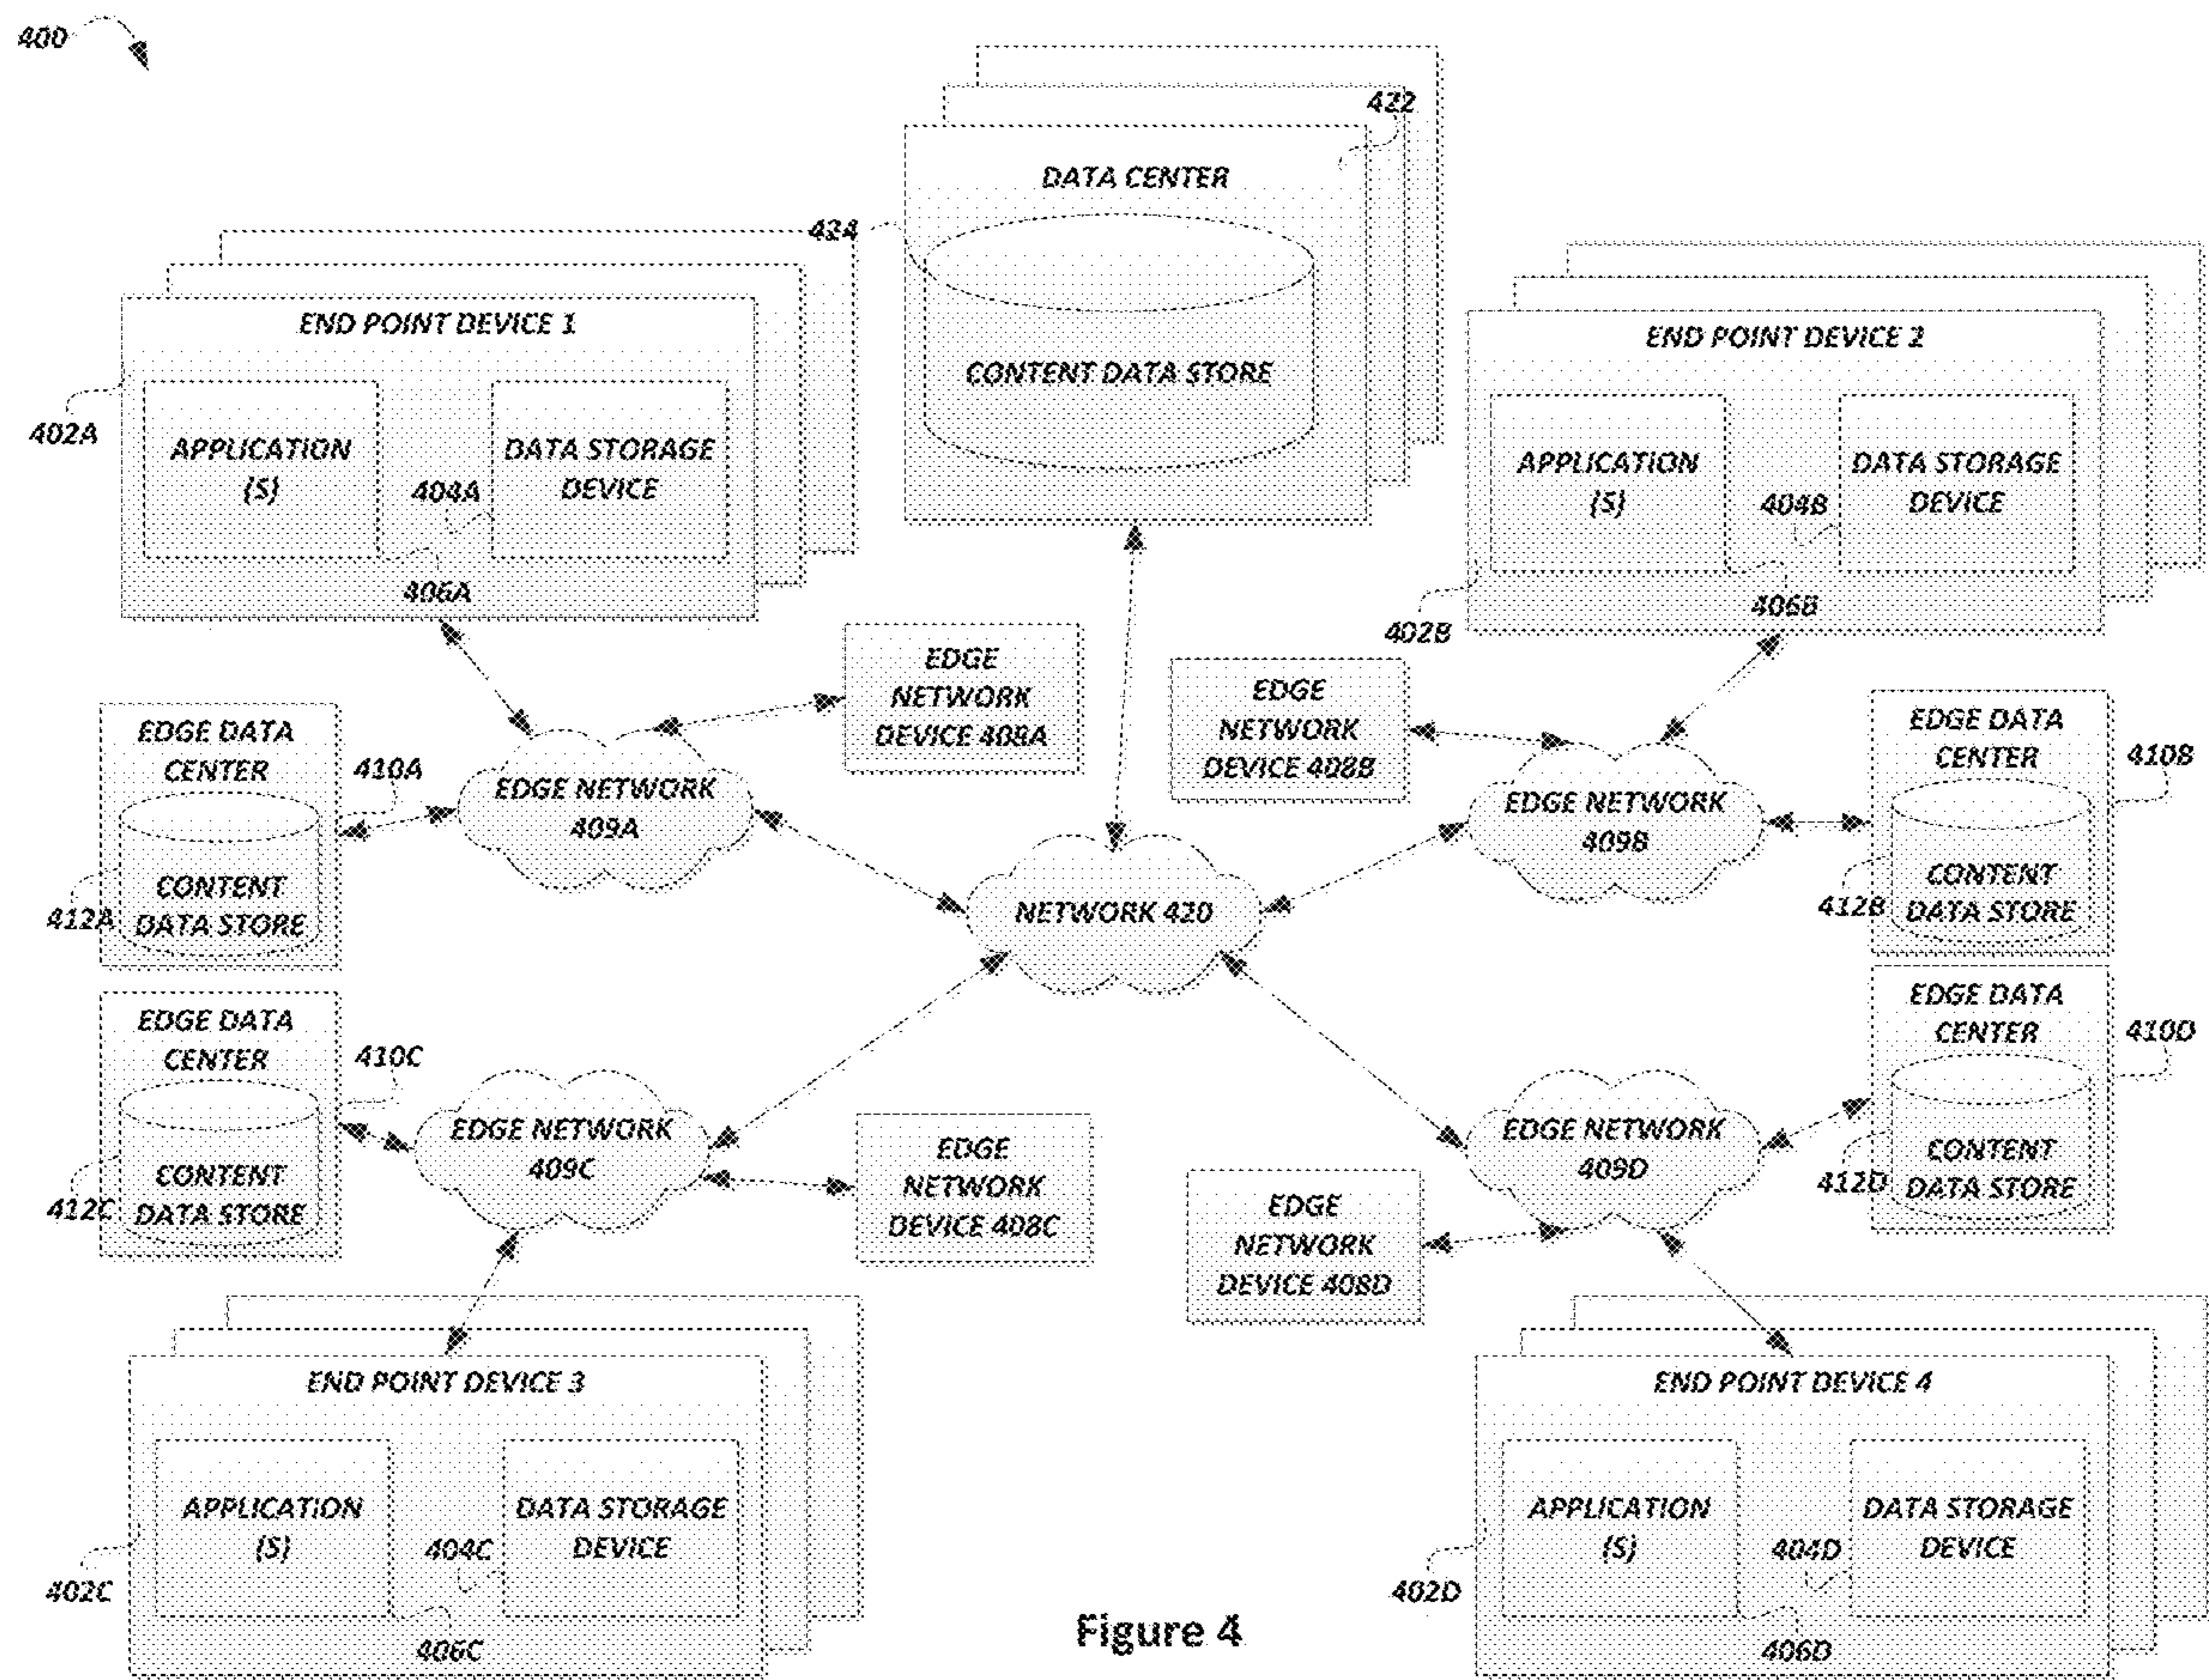 400
422
DATA CENTER
424
CONTENT DATA STORE
END POINT DEVICE 1
402A
APPLICATION
(S)
404A
DATA STORAGE
DEVICE
406A
END POINT DEVICE 2
APPLICATION
(S)
404B
DATA STORAGE
DEVICE
402B
406B
EDGE
NETWORK
DEVICE 408A
EDGE
NETWORK
DEVICE 408B
EDGE DATA
CENTER
410A
CONTENT
DATA STORE
412A
EDGE NETWORK
409A
EDGE NETWORK
409B
EDGE DATA
CENTER
410B
CONTENT
DATA STORE
412B
NETWORK 420
EDGE DATA
CENTER
410C
CONTENT
DATA STORE
412C
EDGE NETWORK
409C
EDGE
NETWORK
DEVICE 408C
EDGE NETWORK
409D
EDGE DATA
CENTER
410D
CONTENT
DATA STORE
412D
EDGE
NETWORK
DEVICE 408D
END POINT DEVICE 3
APPLICATION
(S)
404C
DATA STORAGE
DEVICE
402C
406C
END POINT DEVICE 4
APPLICATION
(S)
404D
DATA STORAGE
DEVICE
402D
406D
Figure 4